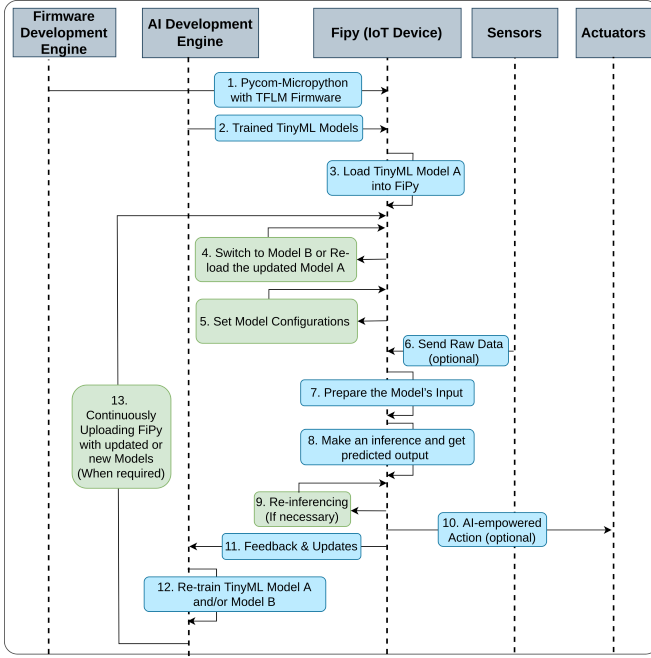 Firmware
Development
Engine
AI Development
Engine
Fipy (IoT Device)
Sensors
Actuators
1. Pycom-Micropython
with TFLM Firmware
2. Trained TinyML Models
3. Load TinyML Model A
into FiPy
4. Switch to Model B or Re-
load the updated Model A
5. Set Model Configurations
6. Send Raw Data
(optional)
7. Prepare the Model's Input
8. Make an inference and get
predicted output
9. Re-inferencing
(If necessary)
10. AI-empowered
Action (optional)
11. Feedback & Updates
12. Re-train TinyML Model A
and/or Model B
13.
Continuously
Uploading FiPy
with updated or
new Models
(When required)